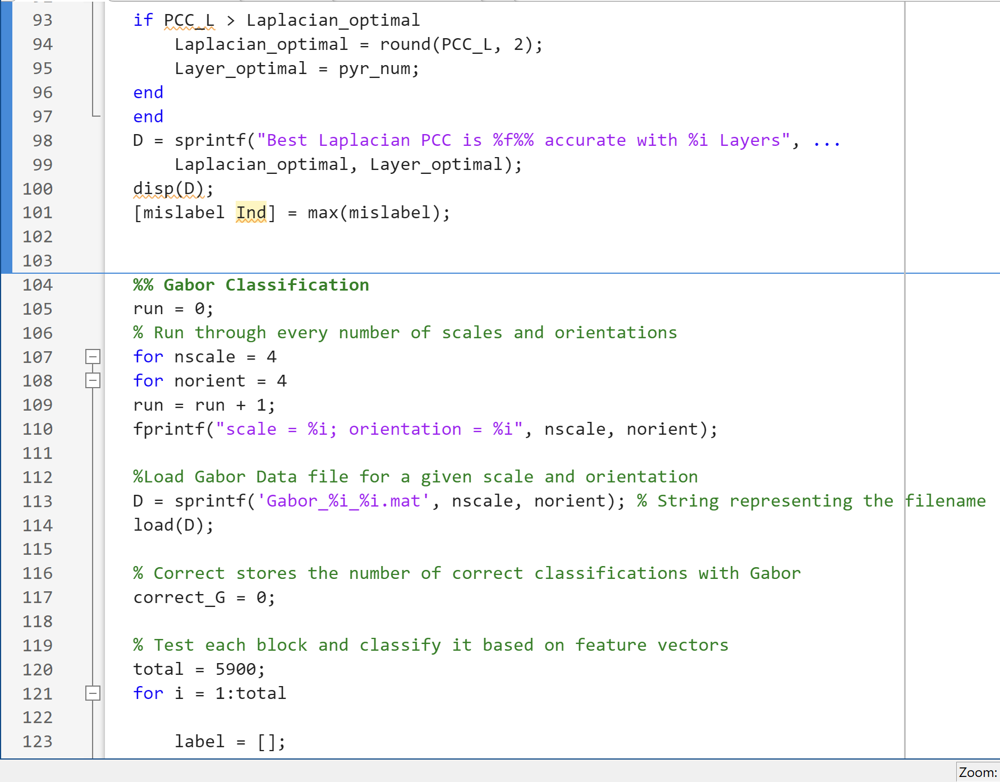 93 if PCC_L > Laplacian_optimal
94 Laplacian_optimal = round(PCC_L, 2);
95 Layer_optimal = pyr_num;
96 end
97 end
98 D = sprintf("Best Laplacian PCC is %f%% accurate with %i Layers", ...
99 Laplacian_optimal, Layer_optimal);
100 disp(D);
101 [mislabel Ind] = max(mislabel);
102
103
104 %% Gabor Classification
105 run = 0;
106 % Run through every number of scales and orientations
107 for nscale = 4
108 for norient = 4
109 run = run + 1;
110 fprintf("scale = %i; orientation = %i", nscale, norient);
111
112 %Load Gabor Data file for a given scale and orientation
113 D = sprintf('Gabor_%i_%i.mat', nscale, norient); % String representing the filename
114 load(D);
115
116 % Correct stores the number of correct classifications with Gabor
117 correct_G = 0;
118
119 % Test each block and classify it based on feature vectors
120 total = 5900;
121 for i = 1:total
122
123 label = [];
Zoom: